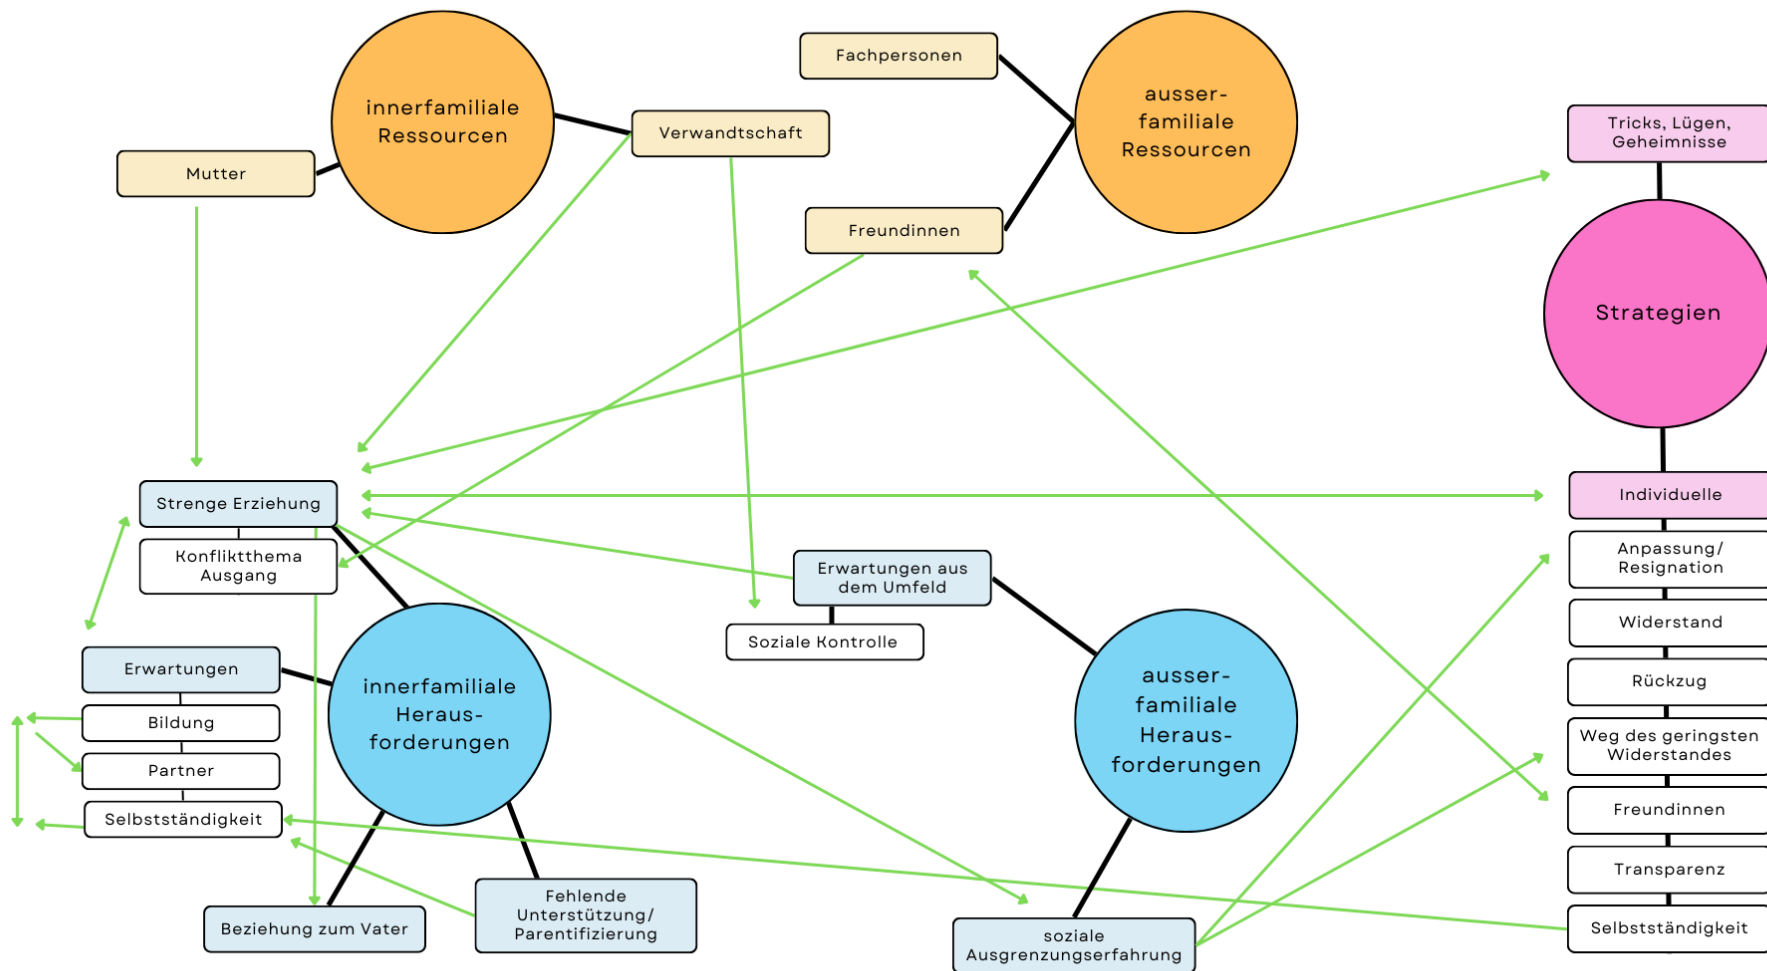 innerfamiliale
Ressourcen
Mutter
Verwandtschaft
Fachpersonen
ausser-
familiale
Ressourcen
Freundinnen
Tricks, Lügen,
Geheimnisse
Strategien
Strenge Erziehung
Konfliktthema
Ausgang
Erwartungen
Bildung
Partner
Selbstständigkeit
innerfamiliale
Heraus-
forderungen
Beziehung zum Vater
Fehlende
Unterstützung/
Parentifizierung
Erwartungen aus
dem Umfeld
Soziale Kontrolle
ausser-
familiale
Heraus-
forderungen
soziale
Ausgrenzungserfahrung
Individuelle
Anpassung/
Resignation
Widerstand
Rückzug
Weg des geringsten
Widerstandes
Freundinnen
Transparenz
Selbstständigkeit